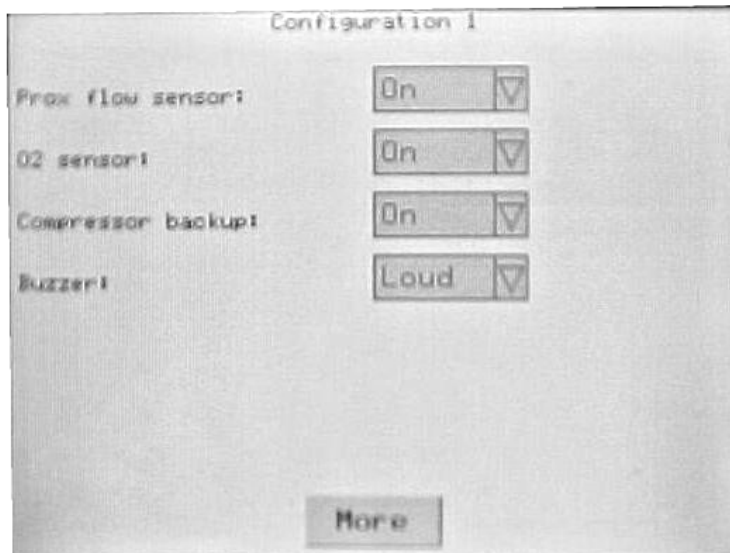 Configuration 1
Prox flow sensor: On
O2 sensor: On
Compressor backup: On
Buzzer: Loud
More